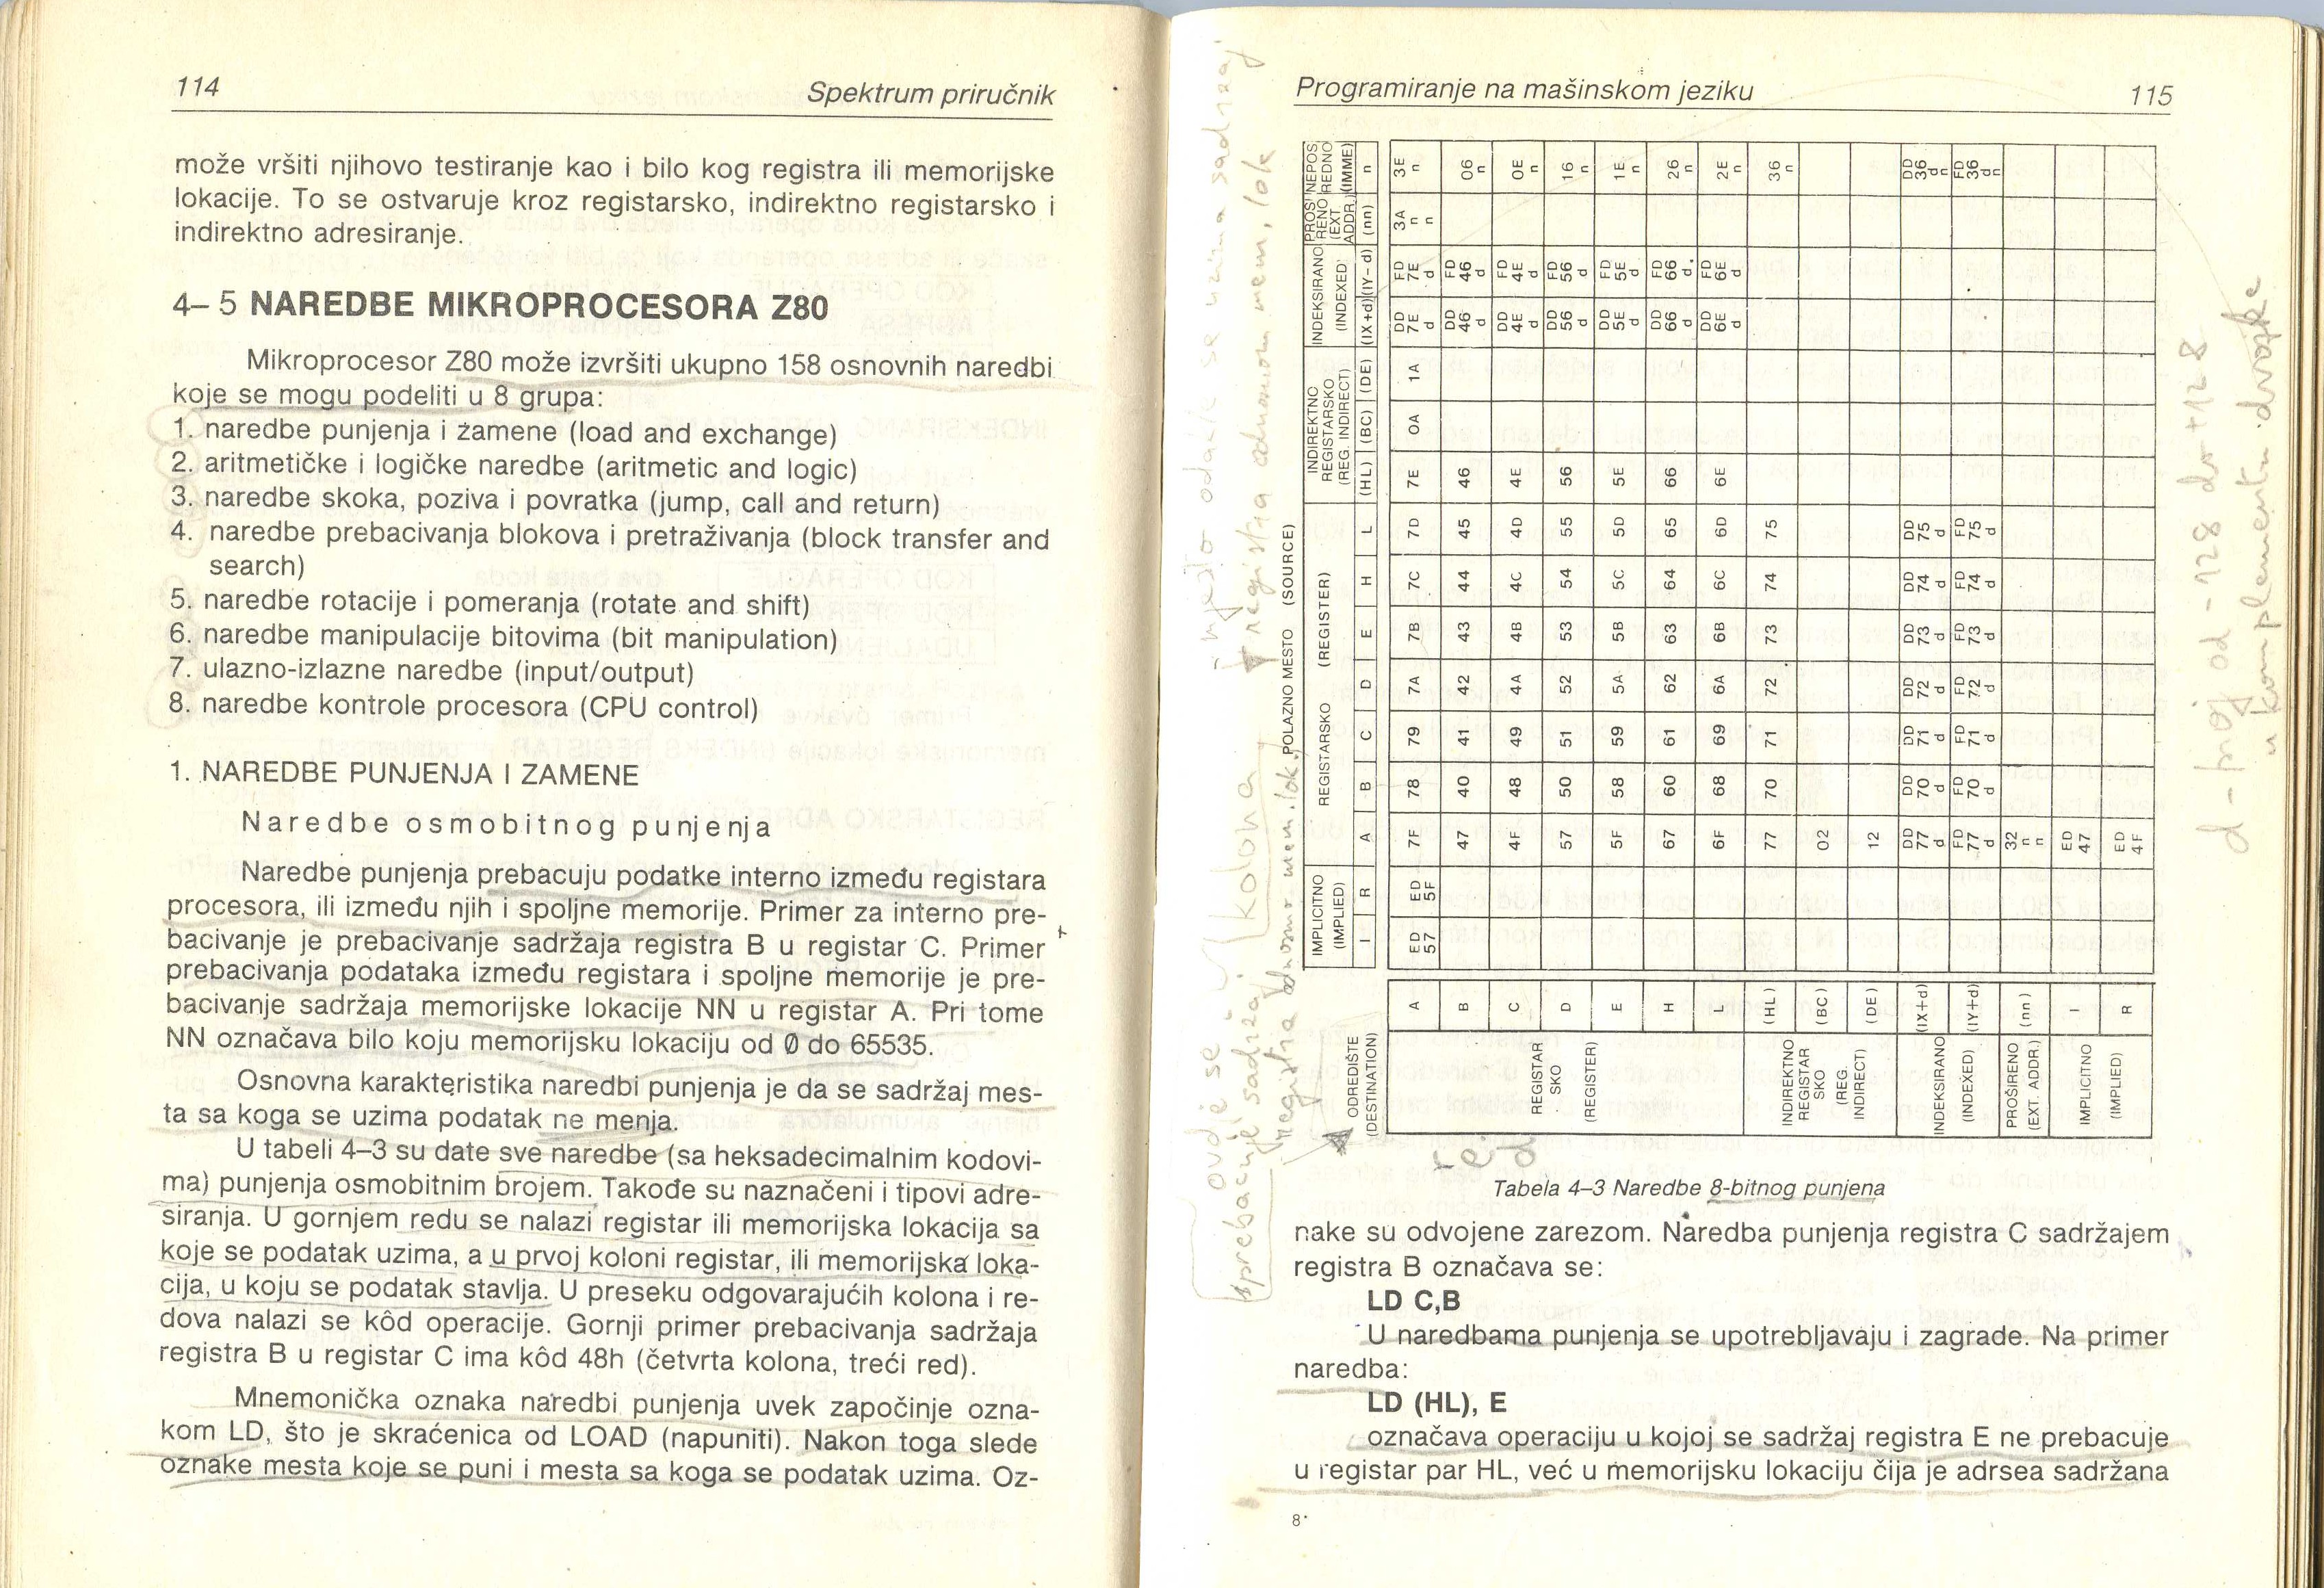 114
Spektrum priručnik
može vršiti njihovo testiranje kao i bilo kog registra ili memorijske
lokacije. To se ostvaruje kroz registarsko, indirektno registarsko i
indirektno adresiranje.
4–5 NAREDBE MIKROPROCESORA Z80
Mikroprocesor Z80 može izvršiti ukupno 158 osnovnih naredbi
koje se mogu podeliti u 8 grupa:
1. naredbe punjenja i zamene (load and exchange)
2. aritmetičke i logičke naredbe (aritmetic and logic)
3. naredbe skoka, poziva i povratka (jump, call and return)
4. naredbe prebacivanja blokova i pretraživanja (block transfer and
search)
5. naredbe rotacije i pomeranja (rotate and shift)
6. naredbe manipulacije bitovima (bit manipulation)
7. ulazno-izlazne naredbe (input/output)
8. naredbe kontrole procesora (CPU control)
1. NAREDBE PUNJENJA I ZAMENE
Naredbe osmobitnog punjenja
Naredbe punjenja prebacuju podatke interno između registara
procesora, ili između njih i spoljne memorije. Primer za interno pre-
bacivanje je prebacivanje sadržaja registra B u registar C. Primer
prebacivanja podataka između registara i spoljne memorije je pre-
bacivanje sadržaja memorijske lokacije NN u registar A. Pri tome
NN označava bilo koju memorijsku lokaciju od 0 do 65535.
Osnovna karakteristika naredbi punjenja je da se sadržaj mes-
ta sa koga se uzima podatak ne menja.
U tabeli 4–3 su date sve naredbe (sa heksadecimalnim kodovi-
ma) punjenja osmobitnim brojem. Takođe su naznačeni i tipovi adre-
siranja. U gornjem redu se nalazi registar ili memorijska lokacija sa
koje se podatak uzima, a u prvoj koloni registar, ili memorijska loka-
cija, u koju se podatak stavlja. U preseku odgovarajućih kolona i re-
dova nalazi se kôd operacije. Gornji primer prebacivanja sadržaja
registra B u registar C ima kôd 48h (četvrta kolona, treći red).
Mnemonička oznaka naredbi punjenja uvek započinje ozna-
kom LD, što je skraćenica od LOAD (napuniti). Nakon toga slede
oznake mesta koje se puni i mesta sa koga se podatak uzima. Oz-
Programiranje na mašinskom jeziku
115
POLAZNO MESTO (SOURCE)
IMPLICITNO (IMPLIED) REGISTARSKO (REGISTER) INDIREKTNO REGISTARSKO (REG. INDIRECT) INDEKSIRANO (INDEXED) PROŠIRENO (EXT ADDR.) NEPOSREDNO (IMME)
I R A B C D E H L (HL) (BC) (DE) (IX+d) (IY-d) (nn) n
ODREDIŠTE (DESTINATION)
REGISTARSKO (REGISTER)
A ED 57 ED 5F 7F 78 79 7A 7B 7C 7D 7E OA 1A DD 7E d FD 7E d 3A n n 3E n
B 47 40 41 42 43 44 45 46 DD 46 d FD 46 d 06 n
C 4F 48 49 4A 4B 4C 4D 4E DD 4E d FD 4E d OE n
D 57 50 51 52 53 54 55 56 DD 56 d FD 56 d 16 n
E 5F 58 59 5A 5B 5C 5D 5E DD 5E d FD 5E d 1E n
H 67 60 61 62 63 64 65 66 DD 66 d FD 66 d 26 n
L 6F 68 69 6A 6B 6C 6D 6E DD 6E d FD 6E d 2E n
INDIREKTNO REGISTARSKO (REG. INDIRECT)
(HL) 77 70 71 72 73 74 75 36 n
(BC) 02
(DE) 12
INDEKSIRANO (INDEXED)
(IX+d) DD 77 d DD 70 d DD 71 d DD 72 d DD 73 d DD 74 d DD 75 d DD 36 d n
(IY+d) FD 77 d FD 70 d FD 71 d FD 72 d FD 73 d FD 74 d FD 75 d FD 36 d n
PROŠIRENO (EXT. ADDR.) (nn) 32 n n
IMPLICITNO (IMPLIED)
I ED 47
R ED 4F
mjesto odakle se uzima sadržaj
registra odnosno mem. lok
kolona
ovdje se
prebacuje sadržaj
registra odnosno mem. lok.
red
d - broj od -128 do +128
u komplementu dvojke
Tabela 4–3 Naredbe 8-bitnog punjena
nake su odvojene zarezom. Naredba punjenja registra C sadržajem
registra B označava se:
LD C,B
U naredbama punjenja se upotrebljavaju i zagrade. Na primer
naredba:
LD (HL), E
označava operaciju u kojoj se sadržaj registra E ne prebacuje
u registar par HL, već u memorijsku lokaciju čija je adrsea sadržana
8*